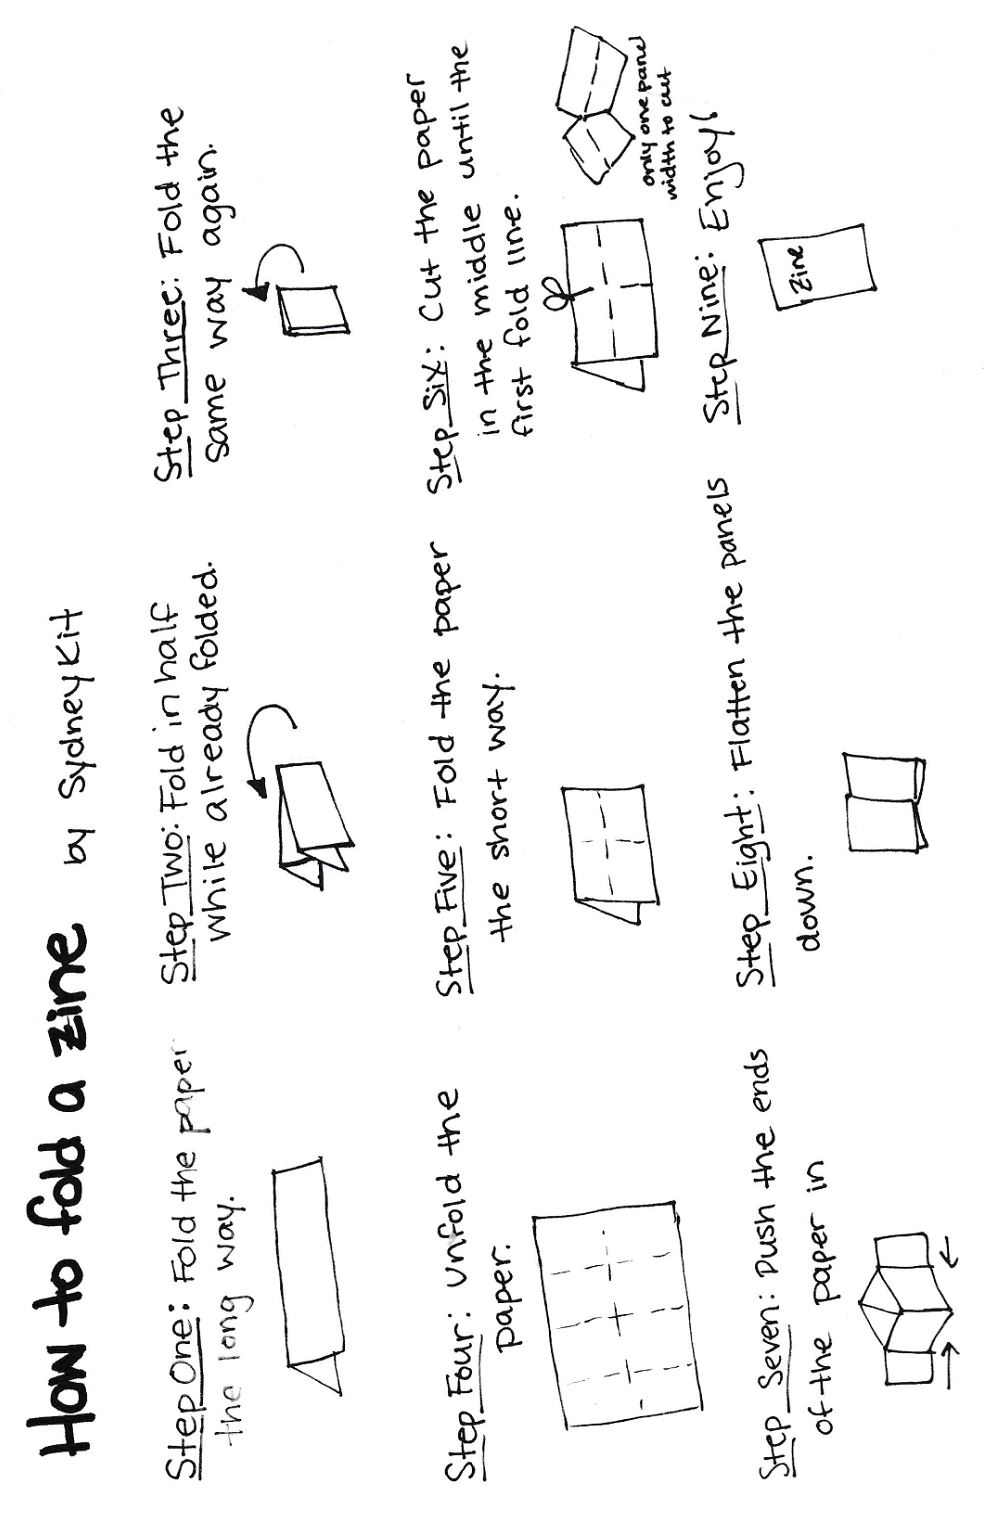 How to fold a zine by Sydney Kit
Step One: Fold the paper
the long way.
Step Two: Fold in half
while already folded.
Step Three: Fold the
same way again.
Step Four: Unfold the
paper.
Step Five: Fold the paper
the short way.
Step Six: Cut the paper
in the middle until the
first fold line.
only one panel
width to cut
Step Seven: Push the ends
of the paper in
Step Eight: Flatten the panels
down.
Step Nine: Enjoy!
Zine